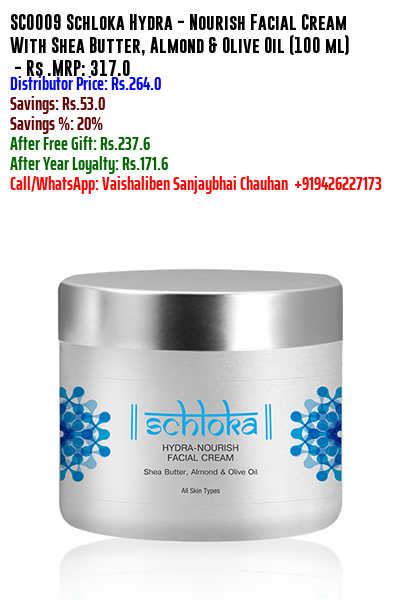 SC0009 Schloka Hydra - Nourish Facial Cream
With Shea Butter, Almond & Olive Oil (100 ml)
- Rs .MRP: 317.0
Distributor Price: Rs.264.0
Savings: Rs.53.0
Savings %: 20%
After Free Gift: Rs.237.6
After Year Loyalty: Rs.171.6
Call/WhatsApp: Vaishaliben Sanjaybhai Chauhan +919426227173
schloka
HYDRA-NOURISH
FACIAL CREAM
Shea Butter, Almond & Olive Oil
All Skin Types